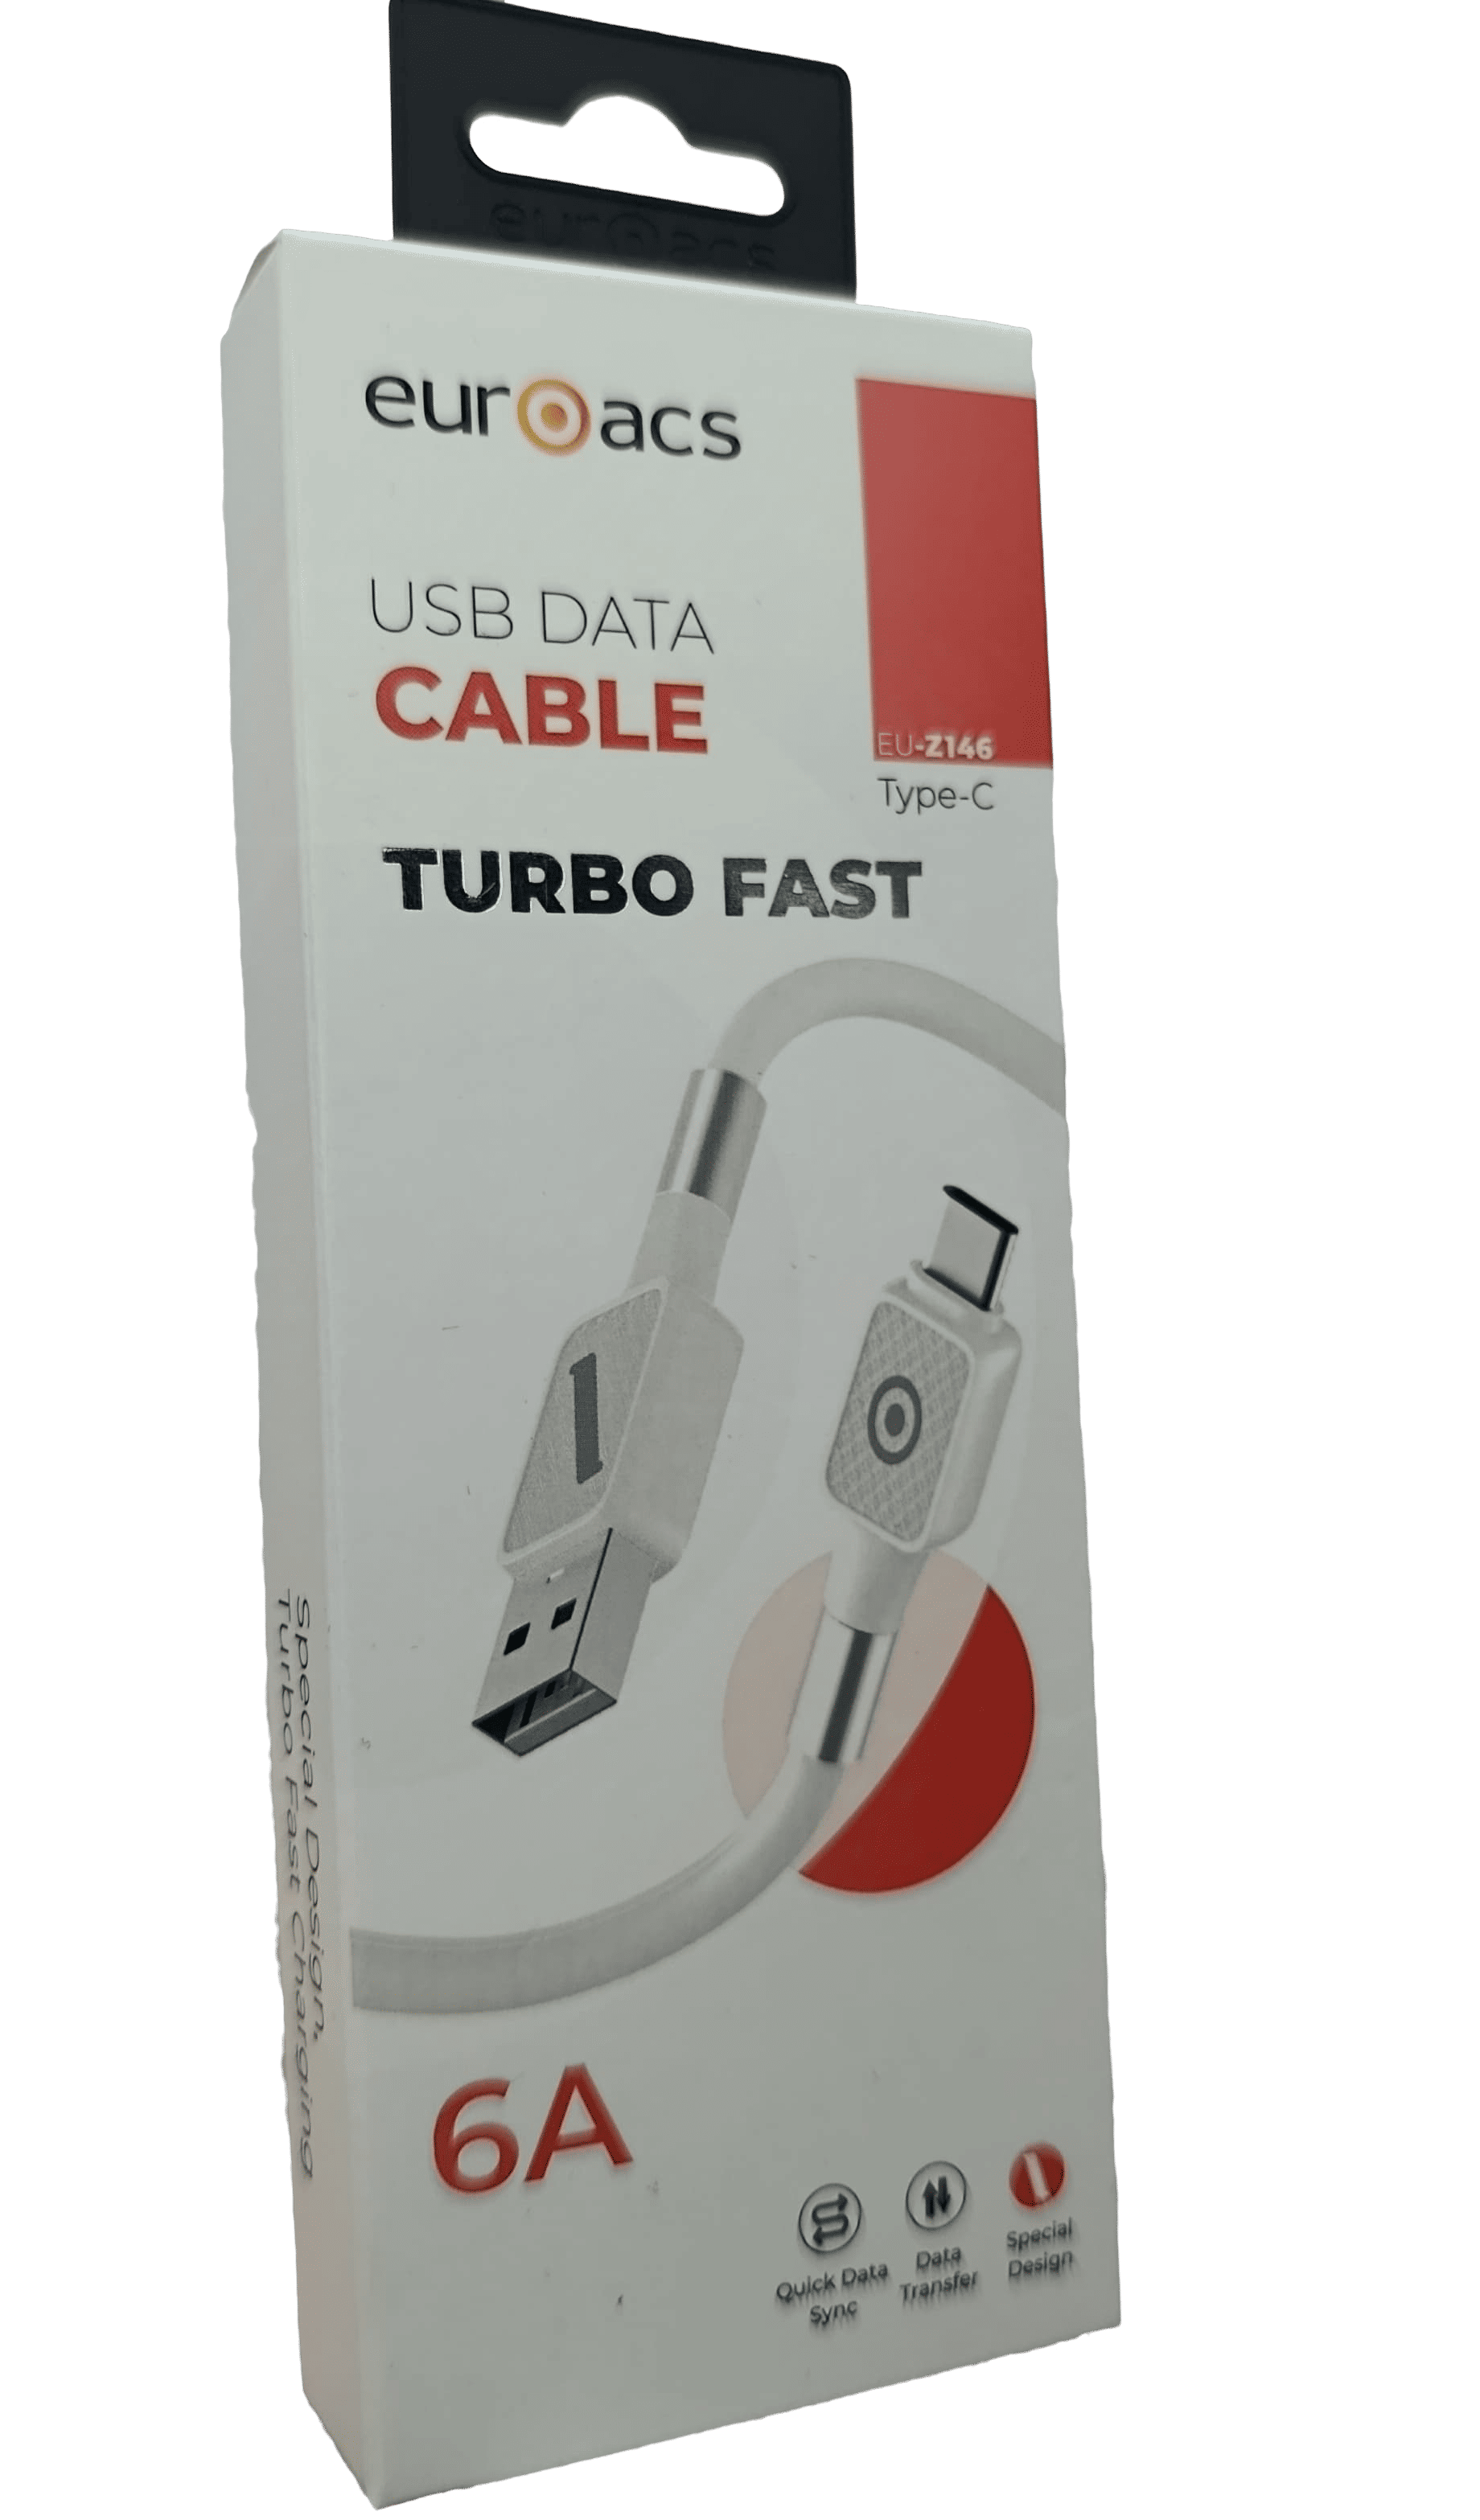 euroacs
euroacs
USB DATA
CABLE
EU-Z146
Type-C
TURBO FAST
1
6A
Quick Data
Sync
Data
Transfer
Special
Design
Special Design,
Turbo Fast Charging